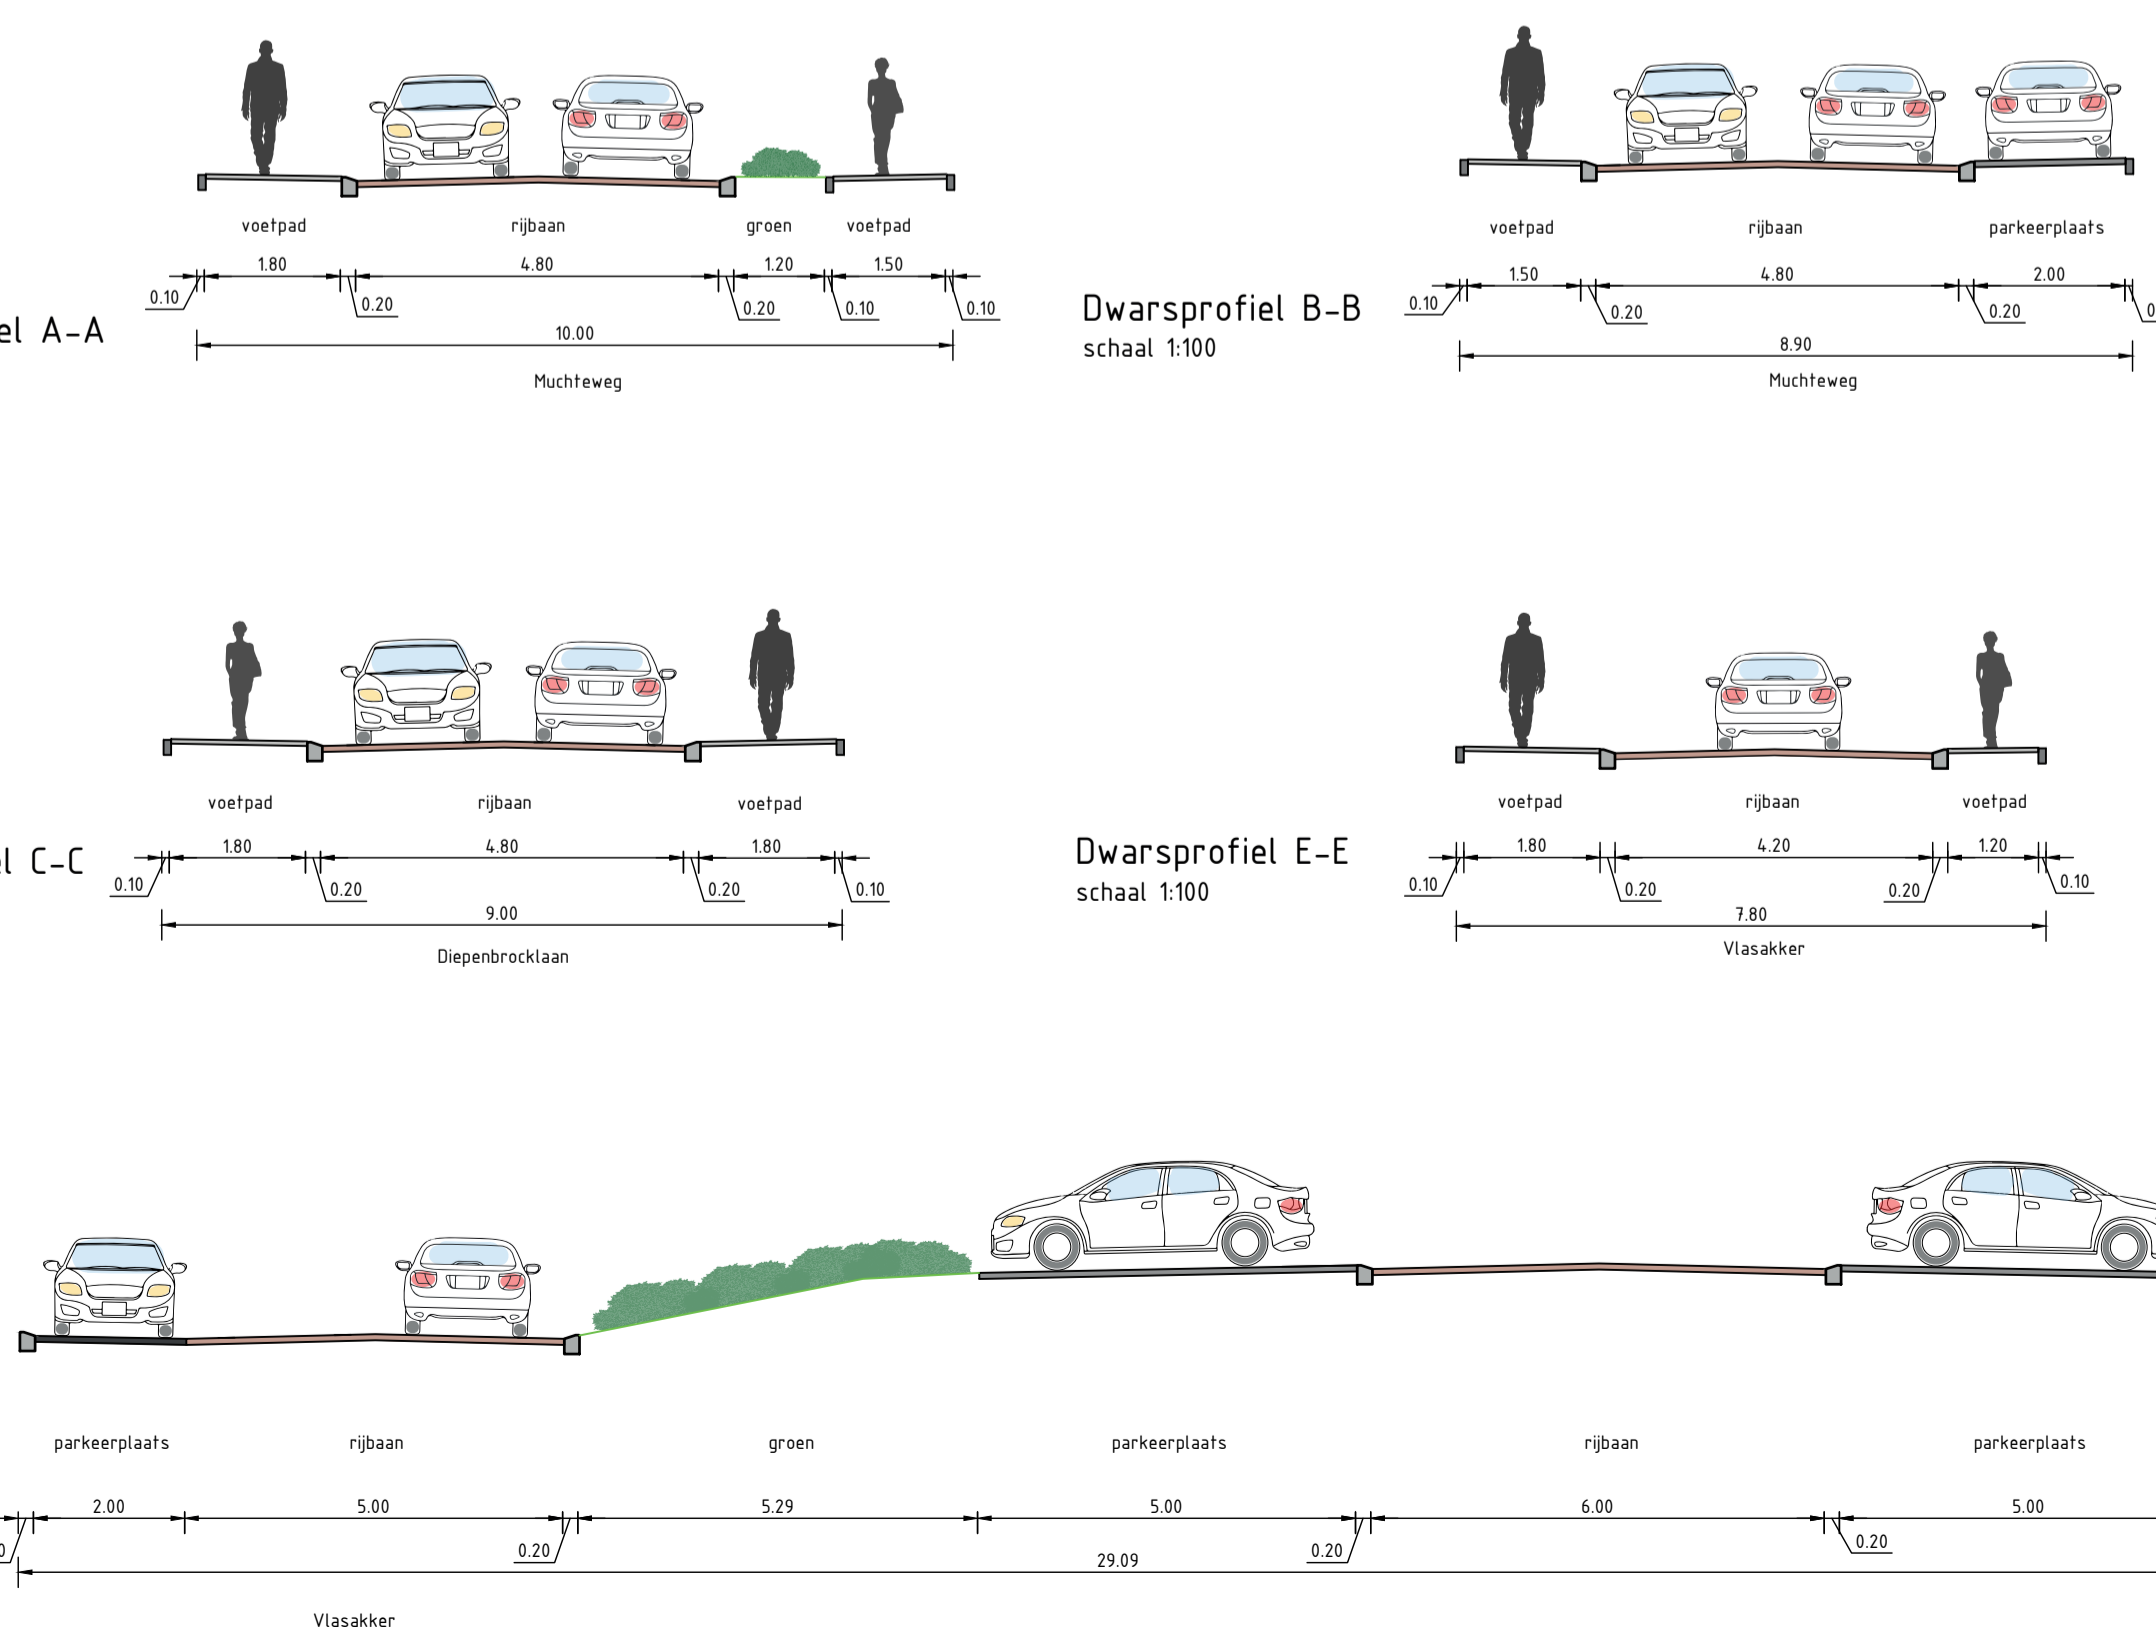 voetpad rijbaan groen voetpad
1.80 4.80 1.20 1.50
0.10 0.20 0.20 0.10 0.10
el A-A
10.00
Muchteweg
voetpad rijbaan parkeerplaats
1.50 4.80 2.00
0.10 0.20 0.20
Dwarsprofiel B-B
schaal 1:100
8.90
Muchteweg
voetpad rijbaan voetpad
1.80 4.80 1.80
el C-C
0.10 0.20 0.20 0.10
9.00
Diepenbrocklaan
voetpad rijbaan voetpad
1.80 4.20 1.20
Dwarsprofiel E-E
schaal 1:100
0.10 0.20 0.20 0.10
7.80
Vlasakker
parkeerplaats rijbaan groen parkeerplaats rijbaan parkeerplaats
2.00 5.00 5.29 5.00 6.00 5.00
0.20 0.20 0.20
29.09
Vlasakker